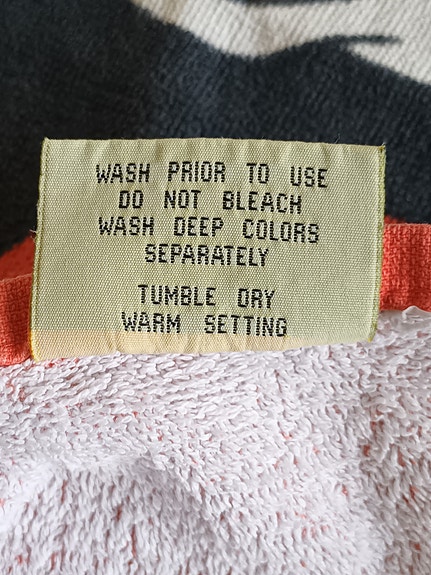 WASH PRIOR TO USE
DO NOT BLEACH
WASH DEEP COLORS
SEPARATELY
TUMBLE DRY
WARM SETTING